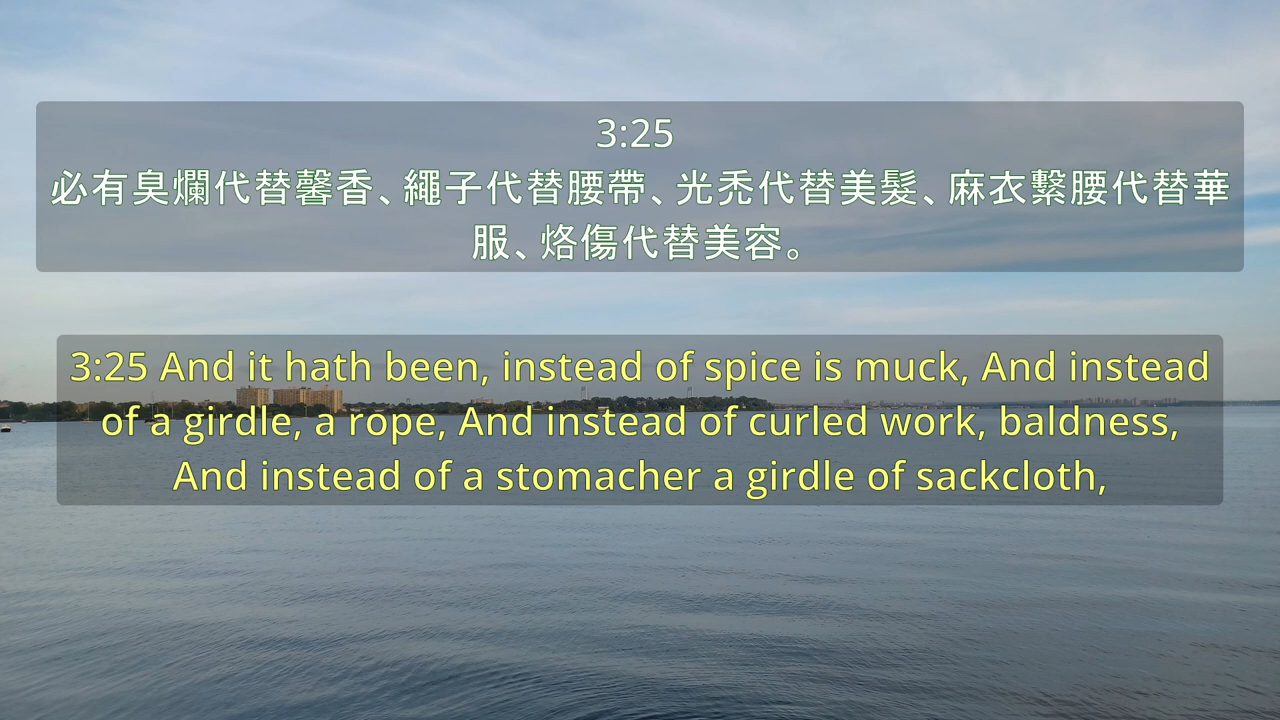 3:25
必有臭爛代替馨香、繩子代替腰帶、光禿代替美髮、麻衣繫腰代替華
服、烙傷代替美容。
3:25 And it hath been, instead of spice is muck, And instead
of a girdle, a rope, And instead of curled work, baldness,
And instead of a stomacher a girdle of sackcloth,